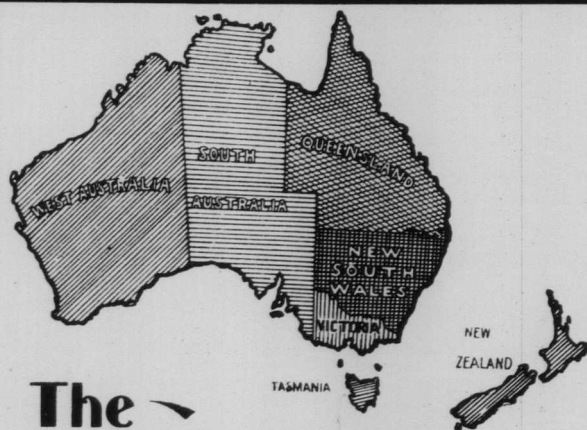 WEST AUSTRALIA
SOUTH
AUSTRALIA
QUEENSLAND
NEW
SOUTH
WALES
VICTORIA
TASMANIA
NEW
ZEALAND
The